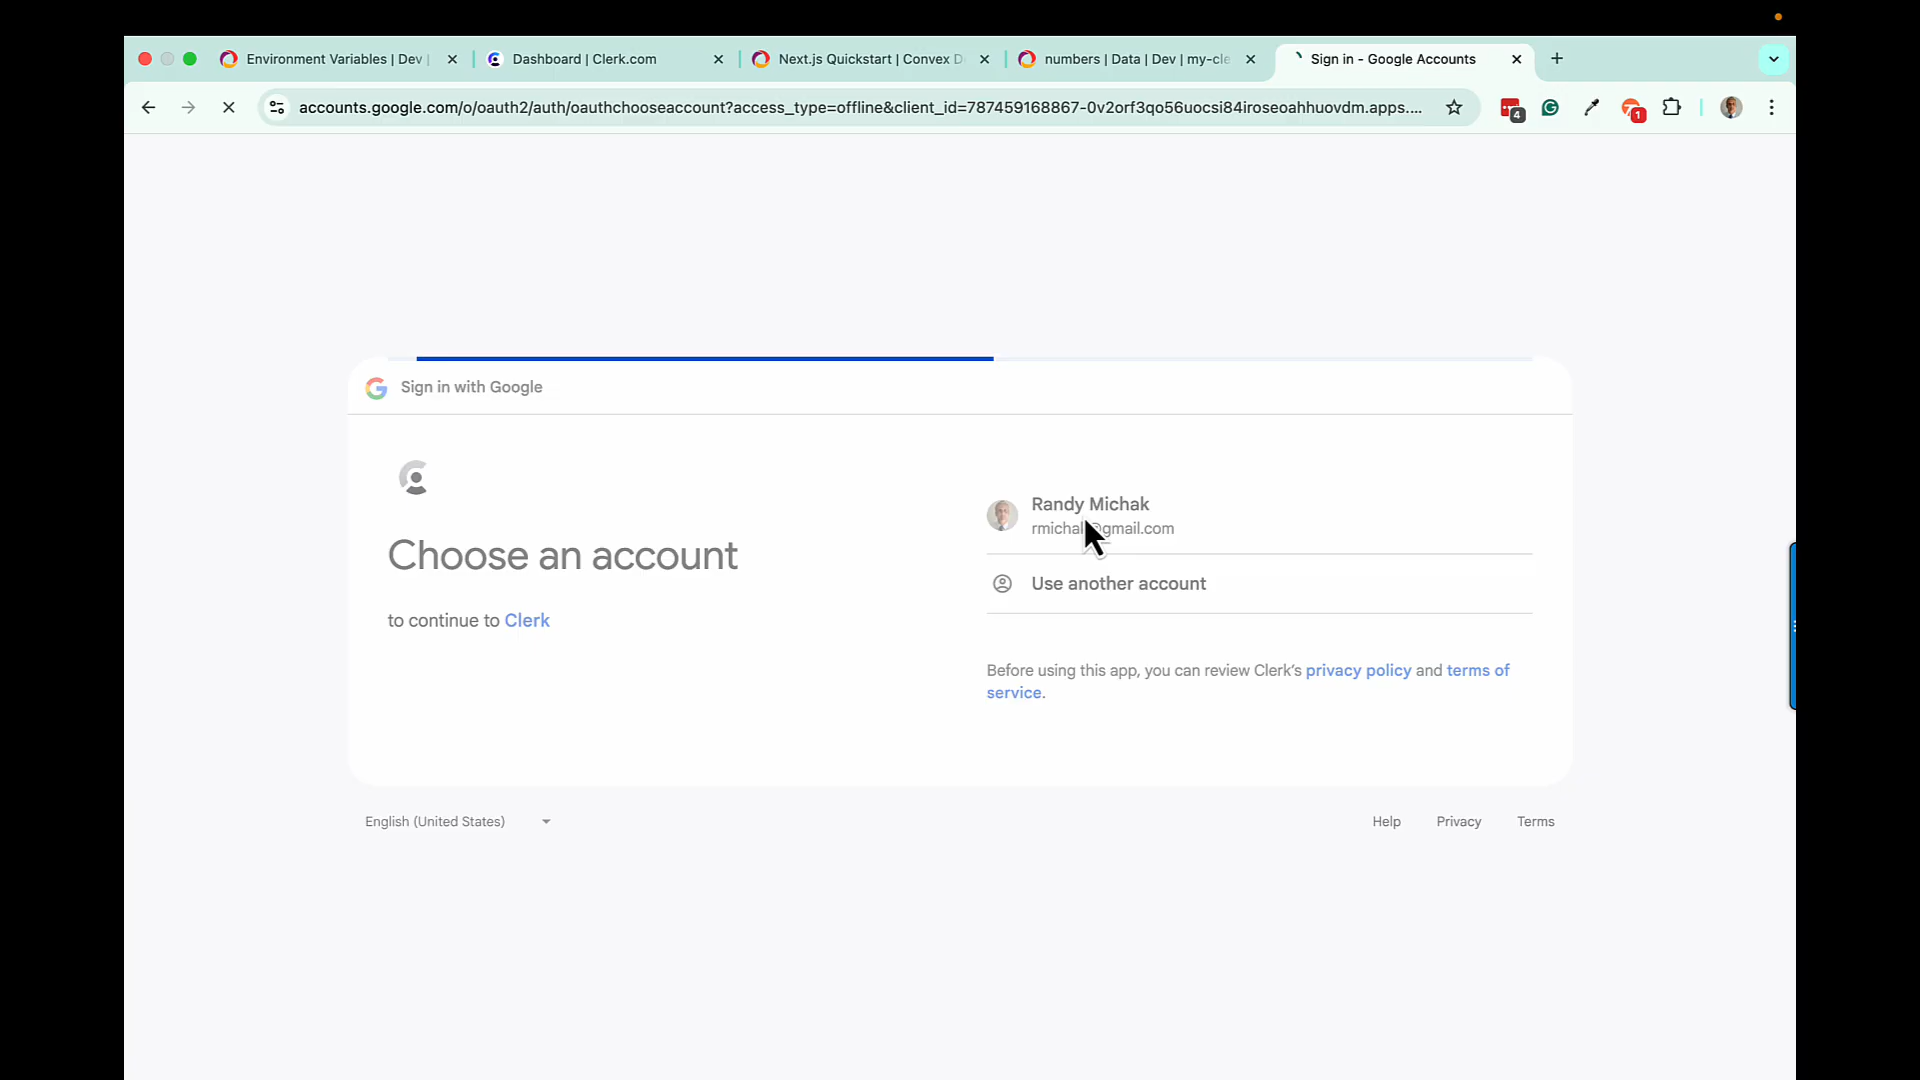 Environment Variables | Dev |
Dashboard | Clerk.com
Next.js Quickstart | Convex D
numbers | Data | Dev | my-cle
Sign in - Google Accounts
accounts.google.com/o/oauth2/auth/oauthchooseaccount?access_type=offline&client_id=787459168867-0v2orf3qo56uocsi84iroseoahhuovdm.apps....
4
1
Sign in with Google
Choose an account
to continue to Clerk
Randy Michak
@gmail.com
Use another account
Before using this app, you can review Clerk's privacy policy and terms of
service.
English (United States)
Help
Privacy
Terms